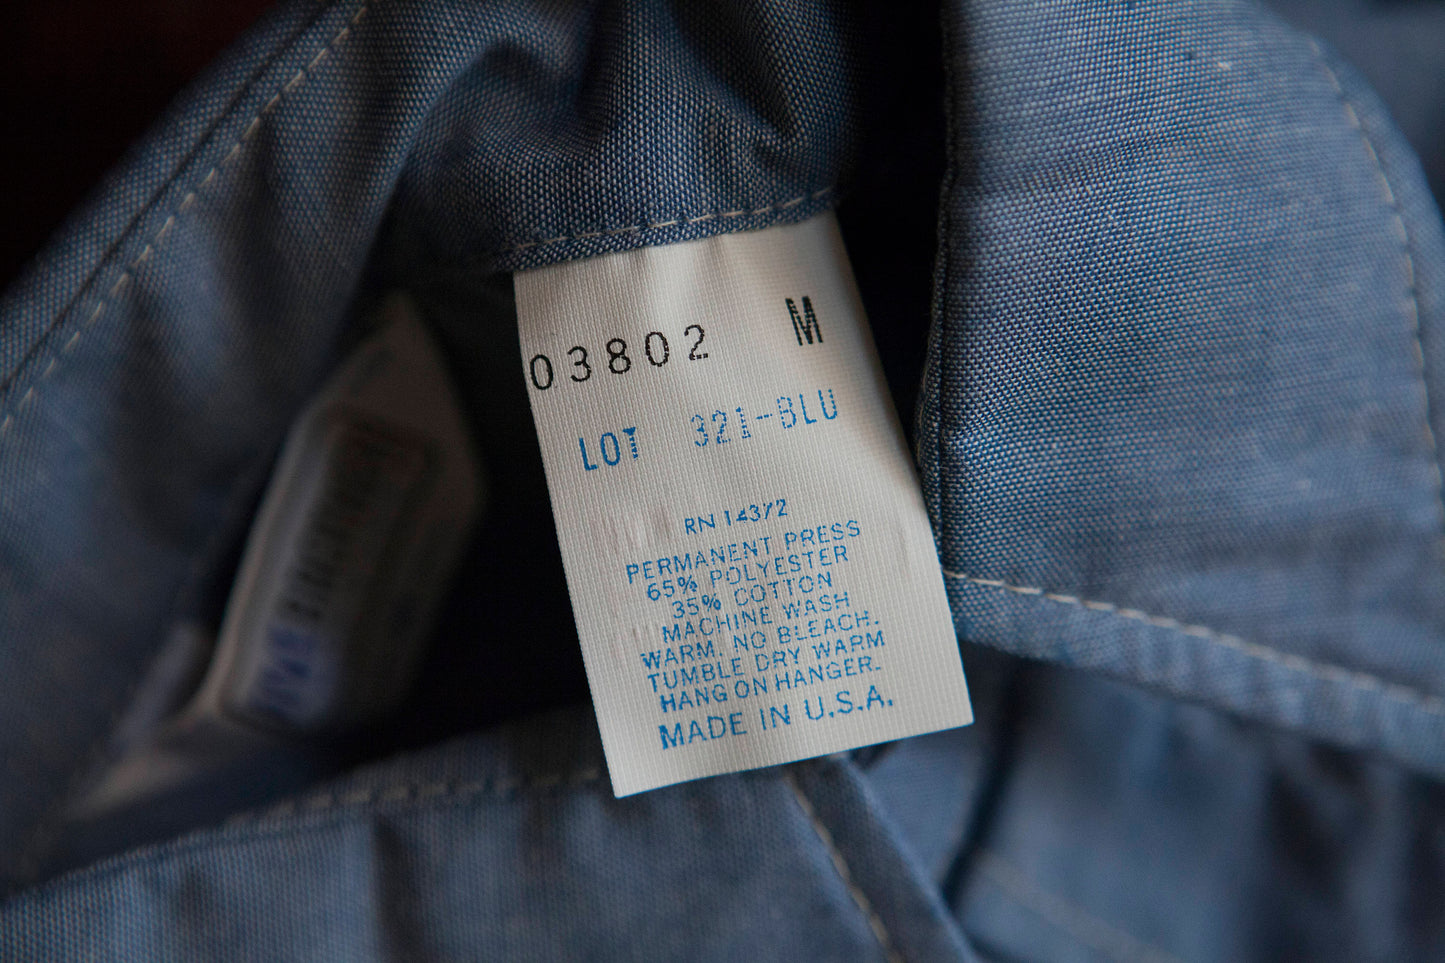 03802 M
LOT 321-BLU
RN 14372
PERMANENT PRESS
65% POLYESTER
35% COTTON
MACHINE WASH
WARM. NO BLEACH.
TUMBLE DRY WARM
HANG ON HANGER.
MADE IN U.S.A.